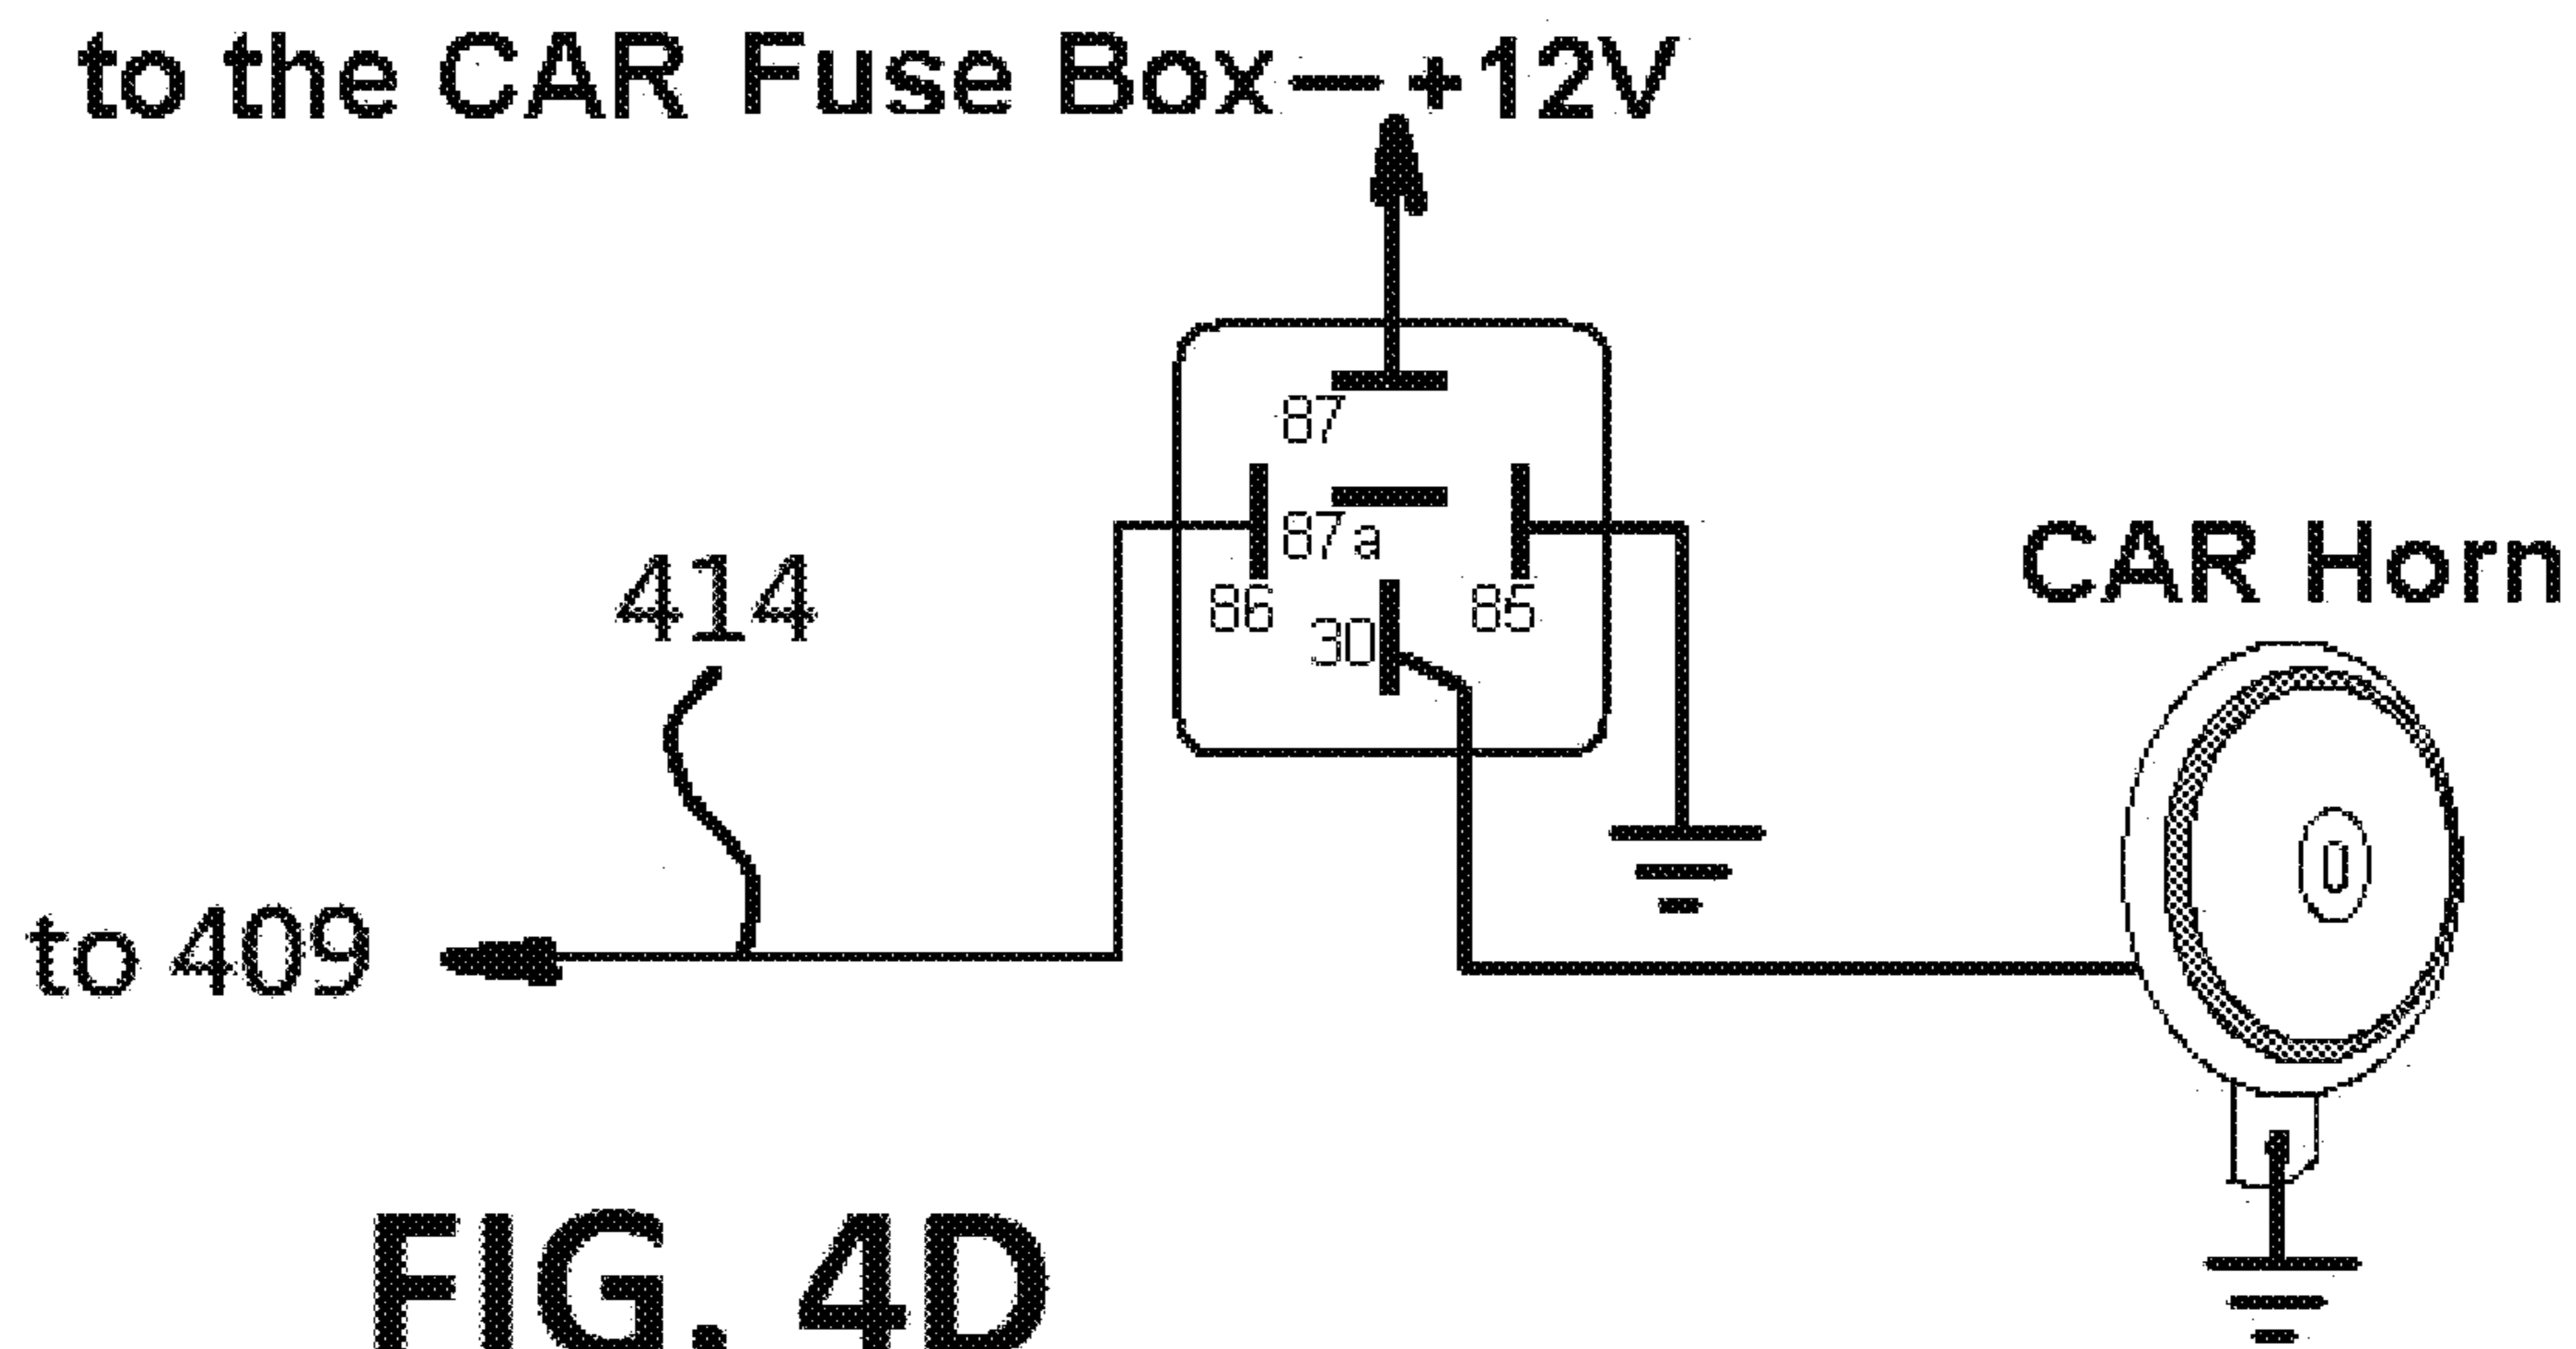 to the CAR Fuse Box—+12V
87
87a
86
85
30
414
CAR Horn
to 409
FIG. 4D